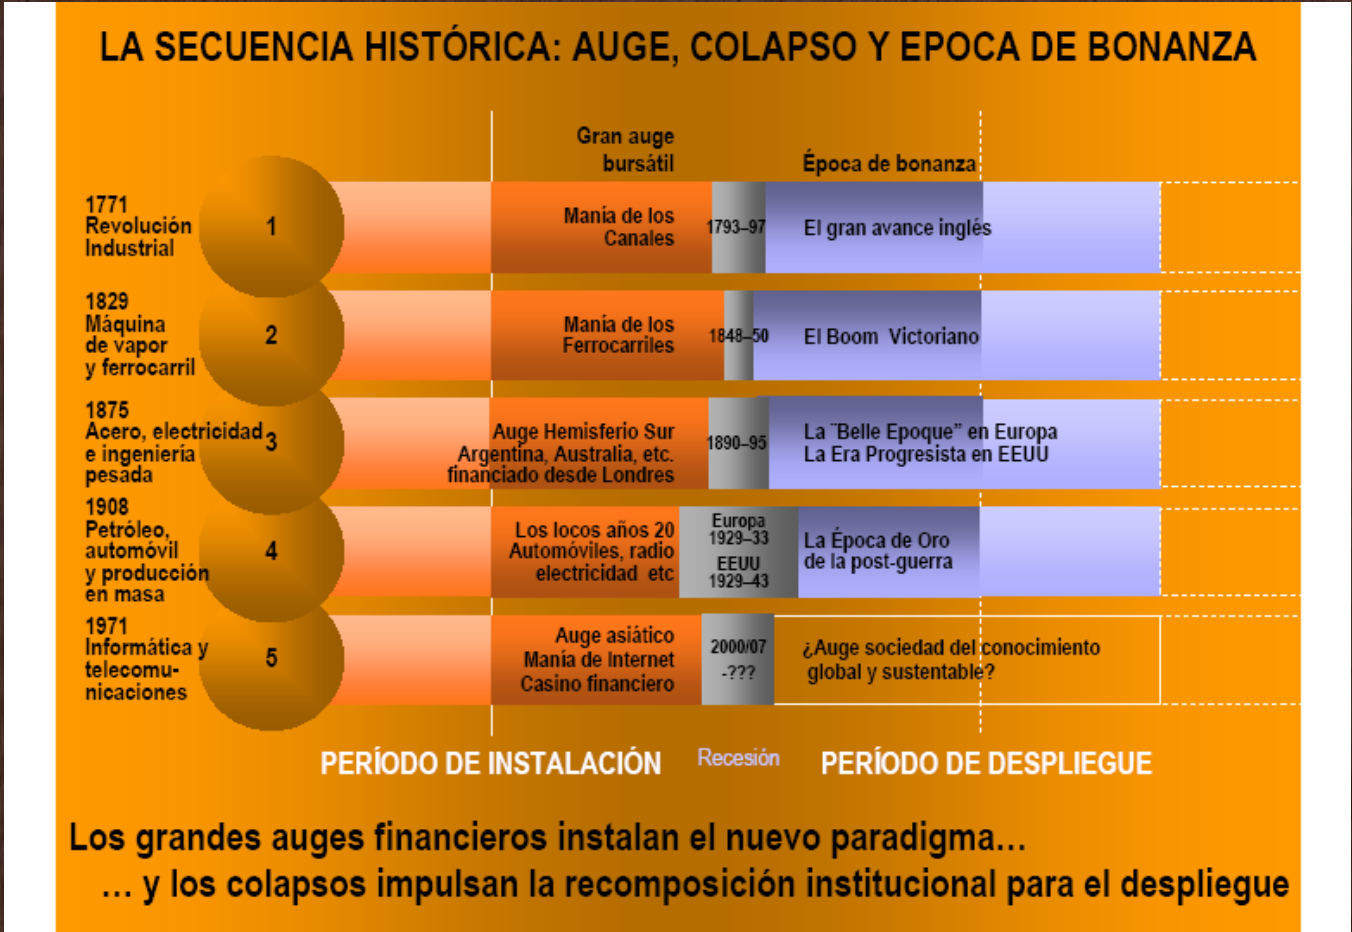 LA SECUENCIA HISTÓRICA: AUGE, COLAPSO Y EPOCA DE BONANZA
Gran auge
bursátil
Época de bonanza
1771
Revolución
Industrial
1
Manía de los
Canales
1793–97
El gran avance inglés
1829
Máquina
de vapor
y ferrocarril
2
Manía de los
Ferrocarriles
1848–50
El Boom Victoriano
1875
Acero, electricidad
e ingeniería
pesada
3
Auge Hemisferio Sur
Argentina, Australia, etc.
financiado desde Londres
1890–95
La ¨Belle Epoque” en Europa
La Era Progresista en EEUU
1908
Petróleo,
automóvil
y producción
en masa
4
Los locos años 20
Automóviles, radio
electricidad etc
Europa
1929–33
EEUU
1929–43
La Época de Oro
de la post-guerra
1971
Informática y
telecomu-
nicaciones
5
Auge asiático
Manía de Internet
Casino financiero
2000/07
-???
¿Auge sociedad del conocimiento
global y sustentable?
PERÍODO DE INSTALACIÓN
Recesión
PERÍODO DE DESPLIEGUE
Los grandes auges financieros instalan el nuevo paradigma…
… y los colapsos impulsan la recomposición institucional para el despliegue